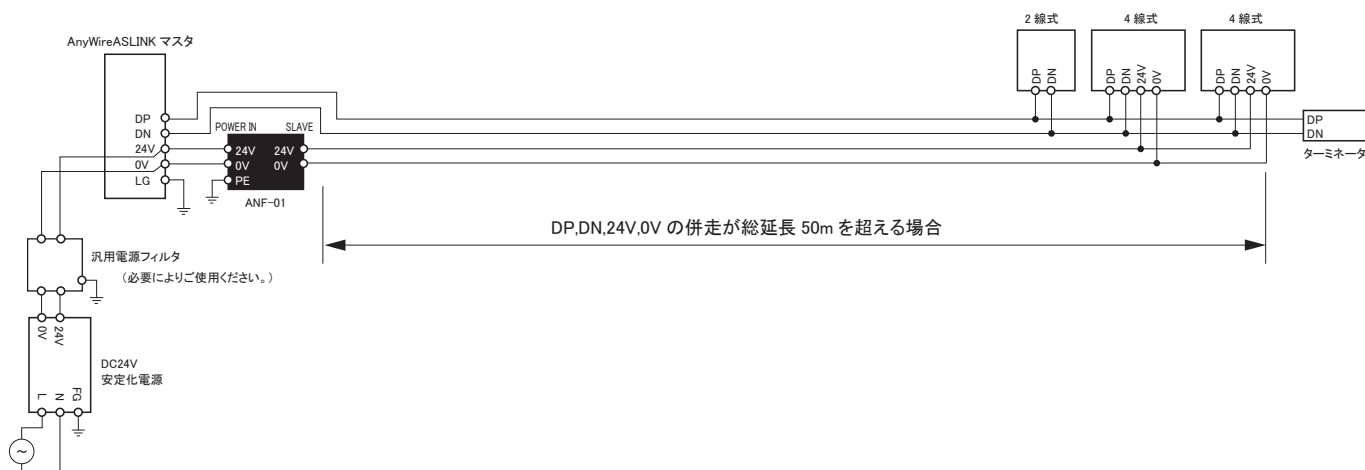 AnyWireASLINK マスタ
DP
DN
24V
0V
LG
POWER IN
SLAVE
24V
0V
PE
24V
0V
ANF-01
2 線式
DP
DN
4 線式
DP
DN
24V
0V
4 線式
DP
DN
24V
0V
DP
DN
ターミネータ
DP,DN,24V,0V の併走が総延長 50m を超える場合
汎用電源フィルタ
（必要によりご使用ください。）
0V
24V
DC24V
安定化電源
L
N
FG
~